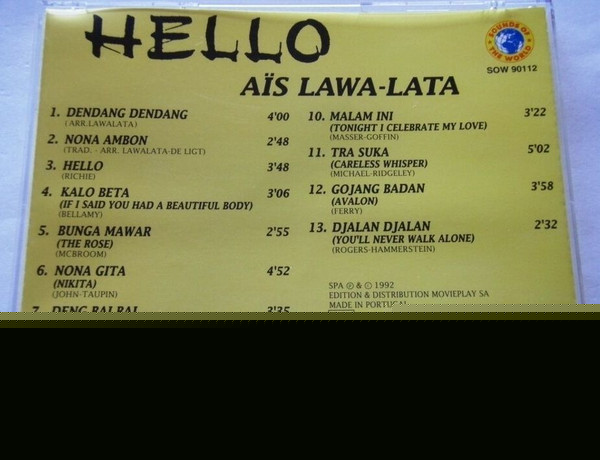 HELLO
SOUNDS OF THE WORLD
SOW 90112
AÏS LAWA-LATA
1. DENDANG DENDANG 4'00
(ARR.LAWALATA)
2. NONA AMBON 2'48
(TRAD. - ARR. LAWALATA-DE LIGT)
3. HELLO 3'48
(RICHIE)
4. KALO BETA 3'06
(IF I SAID YOU HAD A BEAUTIFUL BODY)
(BELLAMY)
5. BUNGA MAWAR 2'55
(THE ROSE)
(MCBROOM)
6. NONA GITA 4'52
(NIKITA)
(JOHN-TAUPIN)
7. DENG 3'35
10. MALAM INI 3'22
(TONIGHT I CELEBRATE MY LOVE)
(MASSER-GOFFIN)
11. TRA SUKA 5'02
(CARELESS WHISPER)
(MICHAEL-RIDGELEY)
12. GOJANG BADAN 3'58
(AVALON)
(FERRY)
13. DJALAN DJALAN 2'32
(YOU'LL NEVER WALK ALONE)
(ROGERS-HAMMERSTEIN)
SPA ℗ & © 1992
EDITION & DISTRIBUTION MOVIEPLAY SA
MADE IN PORTUGAL